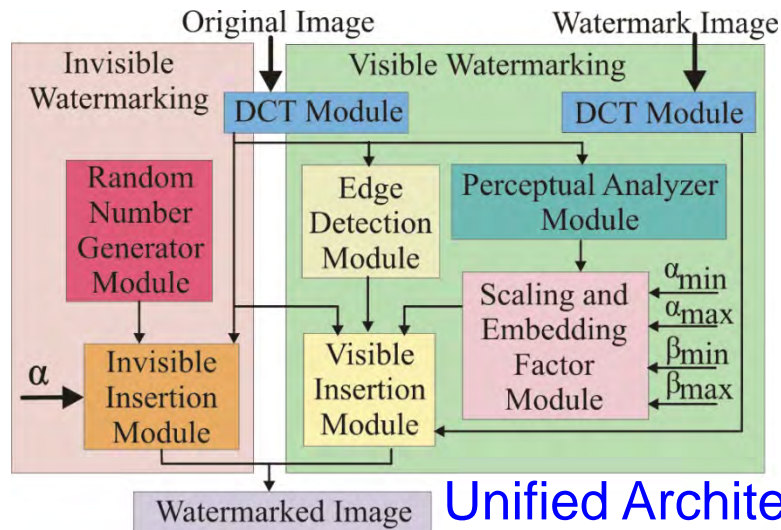 Original Image
Watermark Image
Invisible
Watermarking
Visible Watermarking
DCT Module
DCT Module
Random
Number
Generator
Module
Edge
Detection
Module
Perceptual Analyzer
Module
Scaling and
Embedding
Factor
Module
αmin
αmax
βmin
βmax
α
Invisible
Insertion
Module
Visible
Insertion
Module
Watermarked Image
Unified Archite